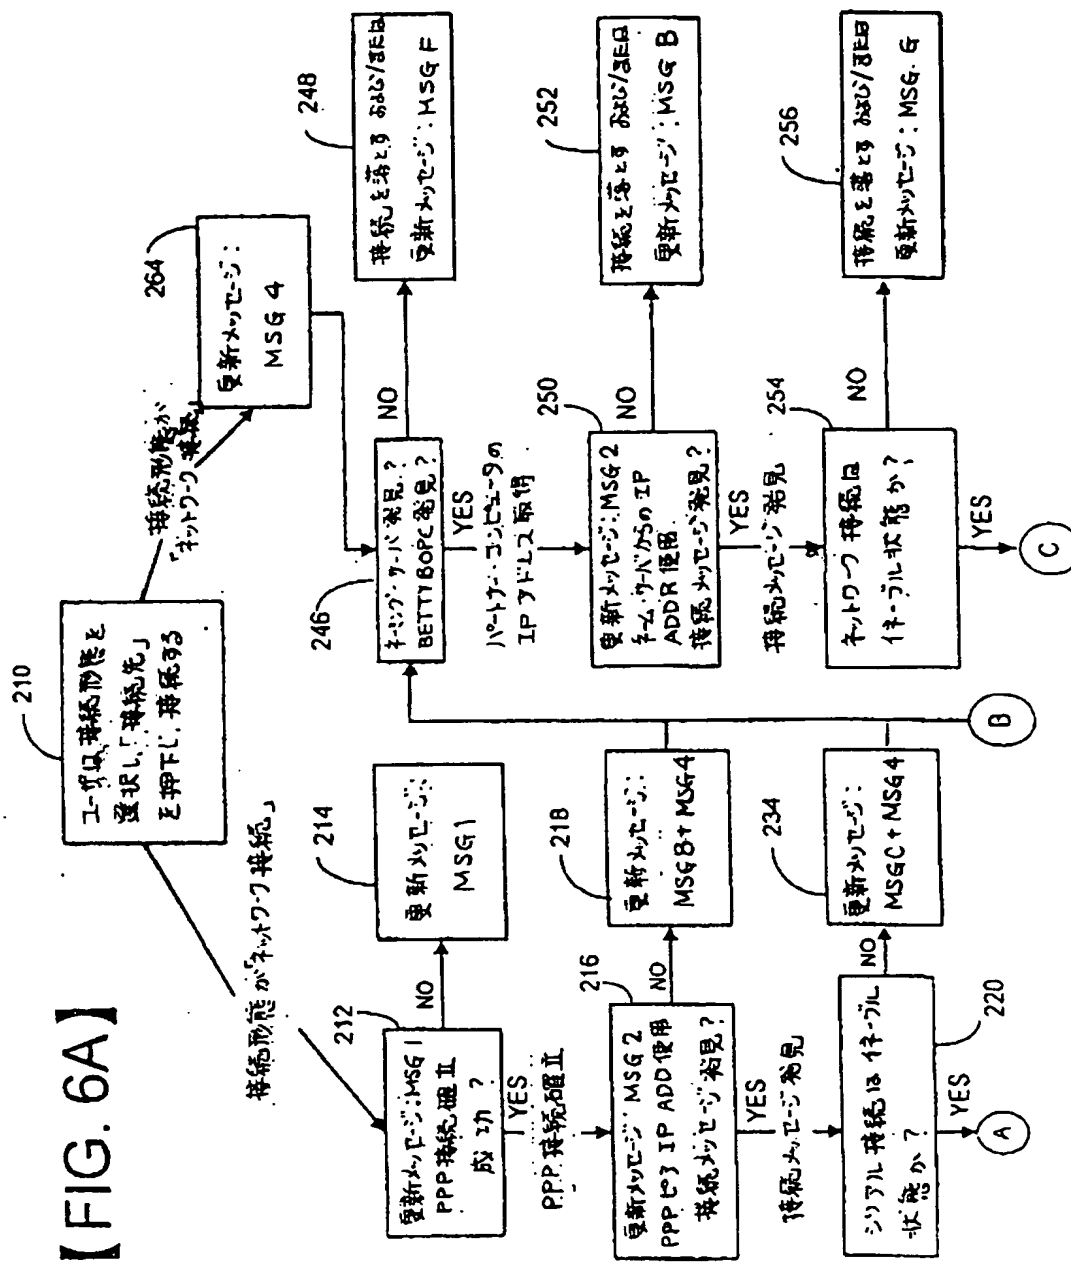 【FIG. 6A】
210
ユーザは接続形態を
選択し、「接続先」
を押下し、接続する
接続形態が「ネットワーク接続」
接続形態が
「ネットワーク接続」
264
更新メッセージ:
MSG 4
212
更新メッセージ:MSG 1
PPP接続確立
成功?
NO
214
更新メッセージ:
MSG 1
YES
PPP接続確立
216
更新メッセージ MSG 2
PPPピア IP ADD使用
接続メッセージ発見?
NO
218
更新メッセージ:
MSGB+MSG4
YES
接続メッセージ発見
220
シリアル接続はイネーブル
状態か?
NO
234
更新メッセージ:
MSGC+MSG4
YES
A
B
246
ネーミング・サーバ発見?
BETTYBOPC発見?
NO
248
接続を落とす および/または
更新メッセージ:MSG F
YES
パートナー・コンピュータの
IPアドレス取得
250
更新メッセージ:MSG 2
ネーム・サーバからのIP
ADDR使用.
接続メッセージ発見?
NO
252
接続を落とす および/または
更新メッセージ:MSG B
YES
接続メッセージ発見
254
ネットワーク接続は
イネーブル状態か?
NO
256
接続を落とす および/または
更新メッセージ:MSG.G
YES
C